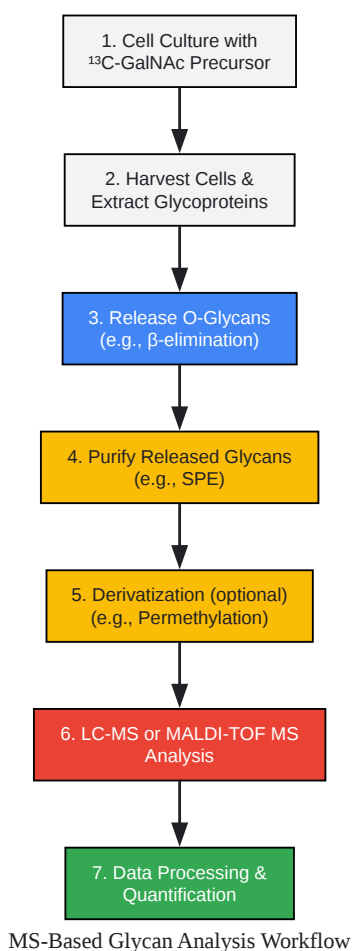 1. Cell Culture with
¹³C-GalNAc Precursor
2. Harvest Cells &
Extract Glycoproteins
3. Release O-Glycans
(e.g., β-elimination)
4. Purify Released Glycans
(e.g., SPE)
5. Derivatization (optional)
(e.g., Permethylation)
6. LC-MS or MALDI-TOF MS
Analysis
7. Data Processing &
Quantification
MS-Based Glycan Analysis Workflow